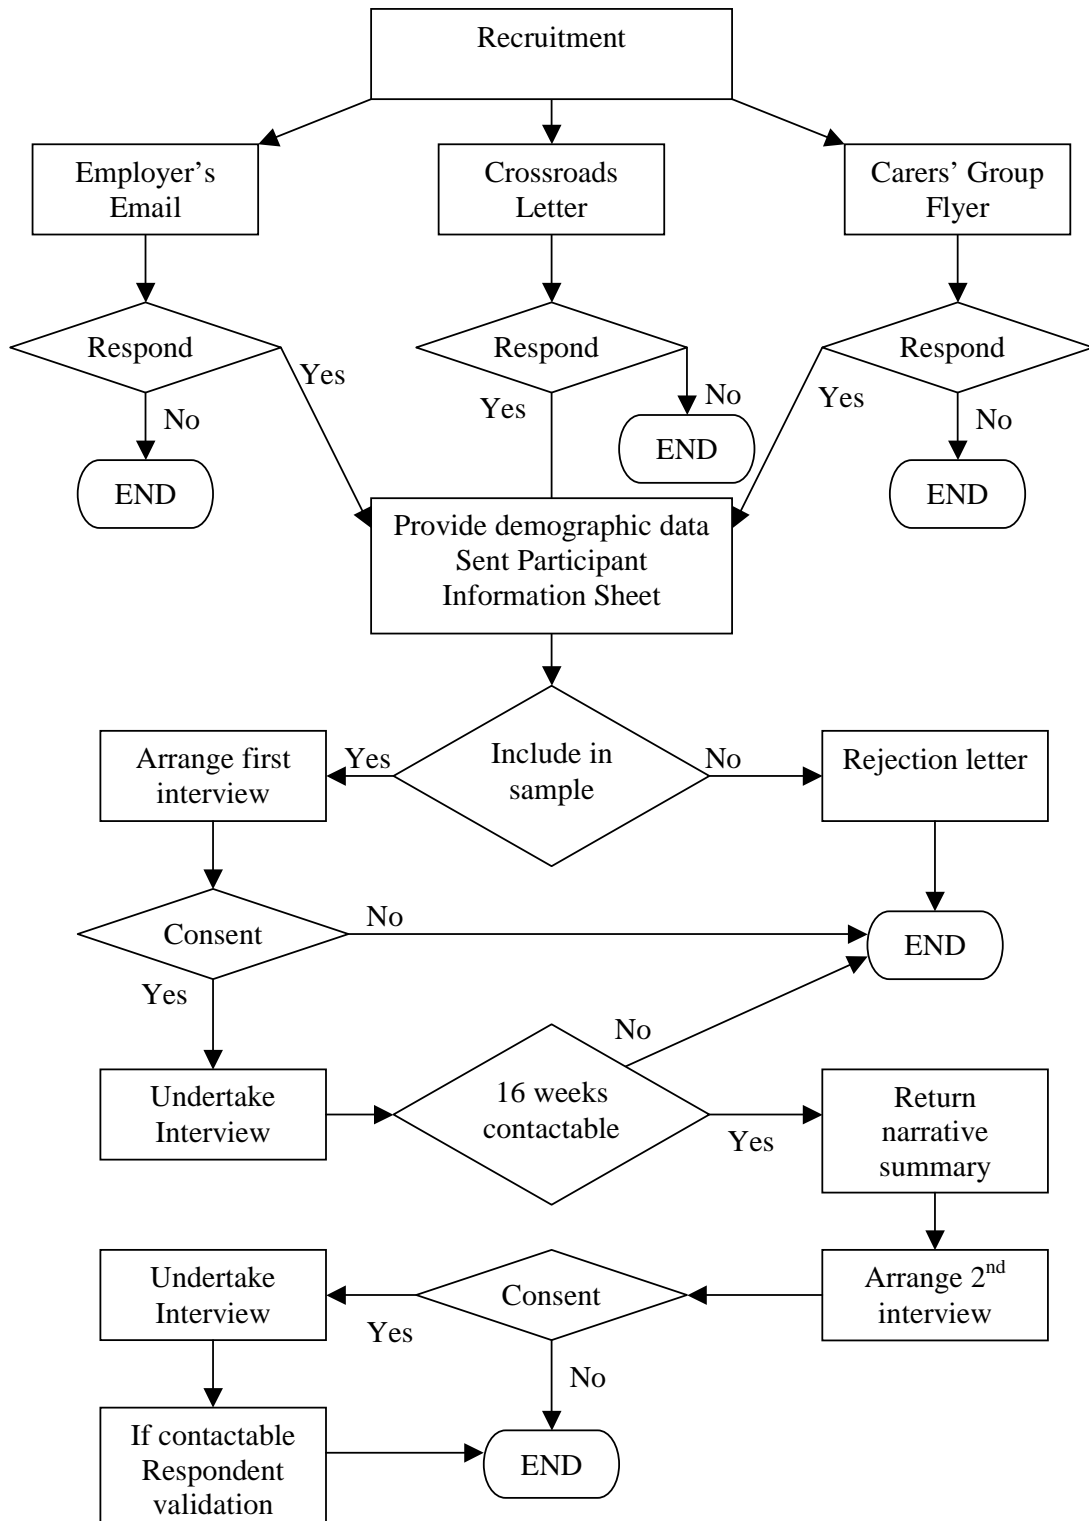 Recruitment
Employer's
Email
Crossroads
Letter
Carers' Group
Flyer
Respond
Respond
Respond
Yes
No
Yes
No
Yes
No
END
END
END
Provide demographic data
Sent Participant
Information Sheet
Arrange first
interview
Yes
Include in
sample
No
Rejection letter
Consent
No
END
Yes
No
Undertake
Interview
16 weeks
contactable
Yes
Return
narrative
summary
Undertake
Interview
Yes
Consent
Arrange 2nd
interview
No
If contactable
Respondent
validation
END